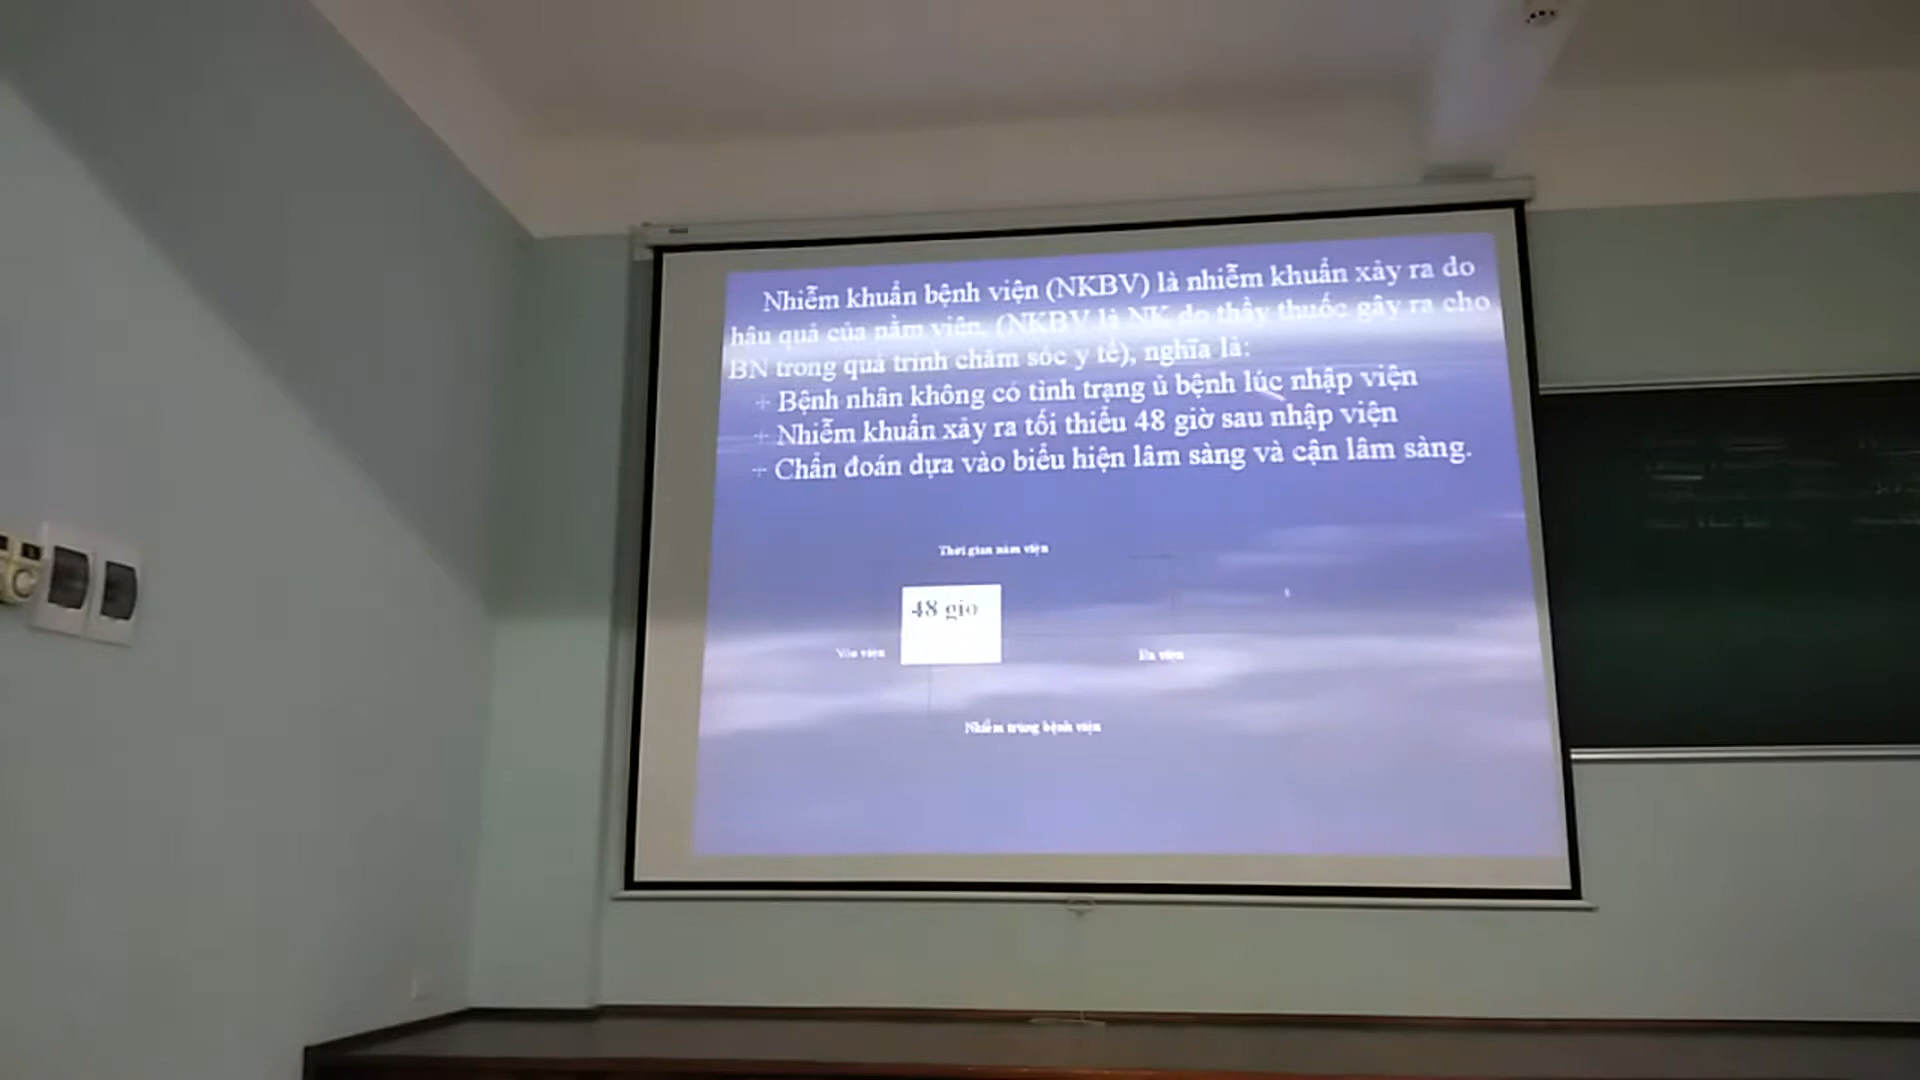 Nhiễm khuẩn bệnh viện (NKBV) là nhiễm khuẩn xảy ra do
hậu quả của nằm viện. (NKBV là NK do thầy thuốc gây ra cho
BN trong quá trình chăm sóc y tế), nghĩa là:
+ Bệnh nhân không có tình trạng ủ bệnh lúc nhập viện
+ Nhiễm khuẩn xảy ra tối thiểu 48 giờ sau nhập viện
+ Chẩn đoán dựa vào biểu hiện lâm sàng và cận lâm sàng.
Thời gian nằm viện
48 gio
Vào viện
Ra viện
Nhiễm trùng bệnh viện